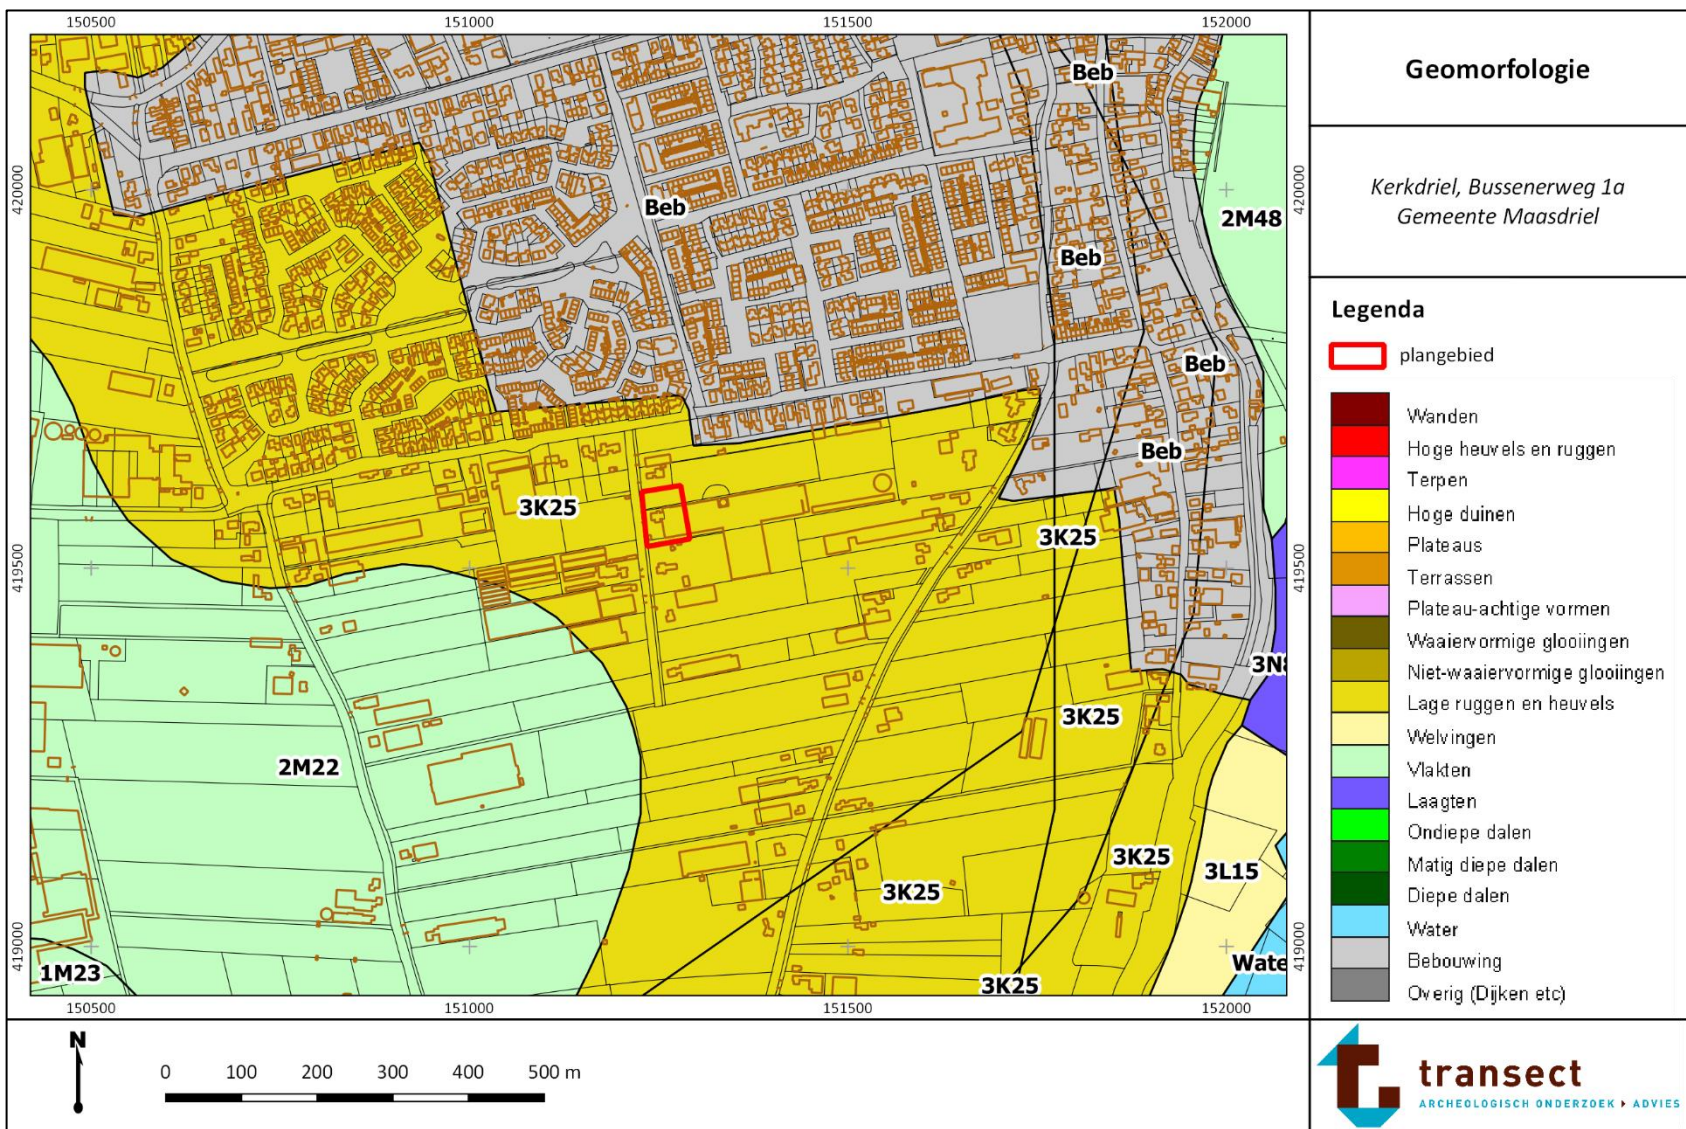 150500 151000 151500 152000
420000
419500
419000
420000
419500
419000
Beb
Beb
2M48
Beb
Beb
Beb
3K25
3K25
3N8
3K25
2M22
3K25
3L15
3K25
1M23
Wate
3K25
150500 151000 151500 152000
N
0 100 200 300 400 500 m
Geomorfologie
Kerkdriel, Bussenerweg 1a
Gemeente Maasdriel
Legenda
plangebied
Wanden
Hoge heuvels en ruggen
Terpen
Hoge duinen
Plateaus
Terrassen
Plateau-achtige vormen
Waaiervormige glooiingen
Niet-waaiervormige glooiingen
Lage ruggen en heuvels
Welvingen
Vlakten
Laagten
Ondiepe dalen
Matig diepe dalen
Diepe dalen
Water
Bebouwing
Overig (Dijken etc)
transect
ARCHEOLOGISCH ONDERZOEK ▸ ADVIES